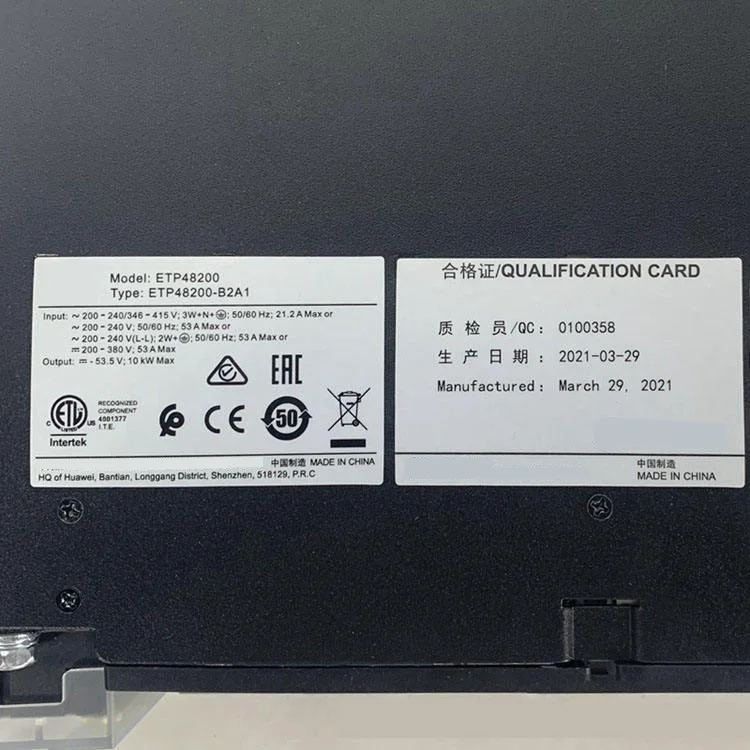 Model: ETP48200
Type: ETP48200-B2A1
Input: ～200-240/346-415 V; 3W+N+⏚; 50/60 Hz; 21.2 A Max or
～200-240 V; 50/60 Hz; 53 A Max or
～200-240 V(L-L); 2W+⏚; 50/60 Hz; 53 A Max or
⎓ 200-380 V; 53 A Max
Output: ⎓ -53.5 V; 10 kW Max
EAC
C ETL US
LISTED
Intertek
RECOGNIZED
COMPONENT
4001377
I.T.E.
CE
50
中国制造 MADE IN CHINA
HQ of Huawei, Bantian, Longgang District, Shenzhen, 518129, P.R.C
合格证/QUALIFICATION CARD
质 检 员/QC: 0100358
生 产 日 期 : 2021-03-29
Manufactured: March 29, 2021
中国制造
MADE IN CHINA